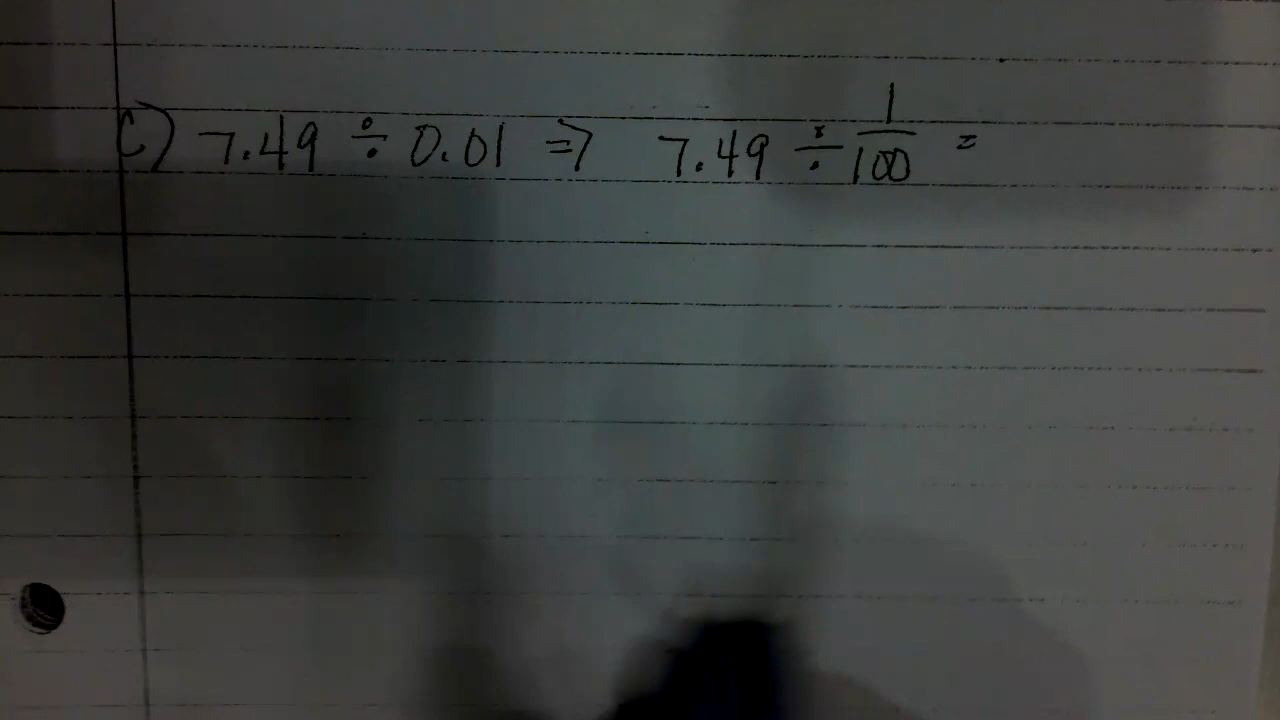 C) 7.49 ÷ 0.01 ⇒ 7.49 ÷ 1/100 =